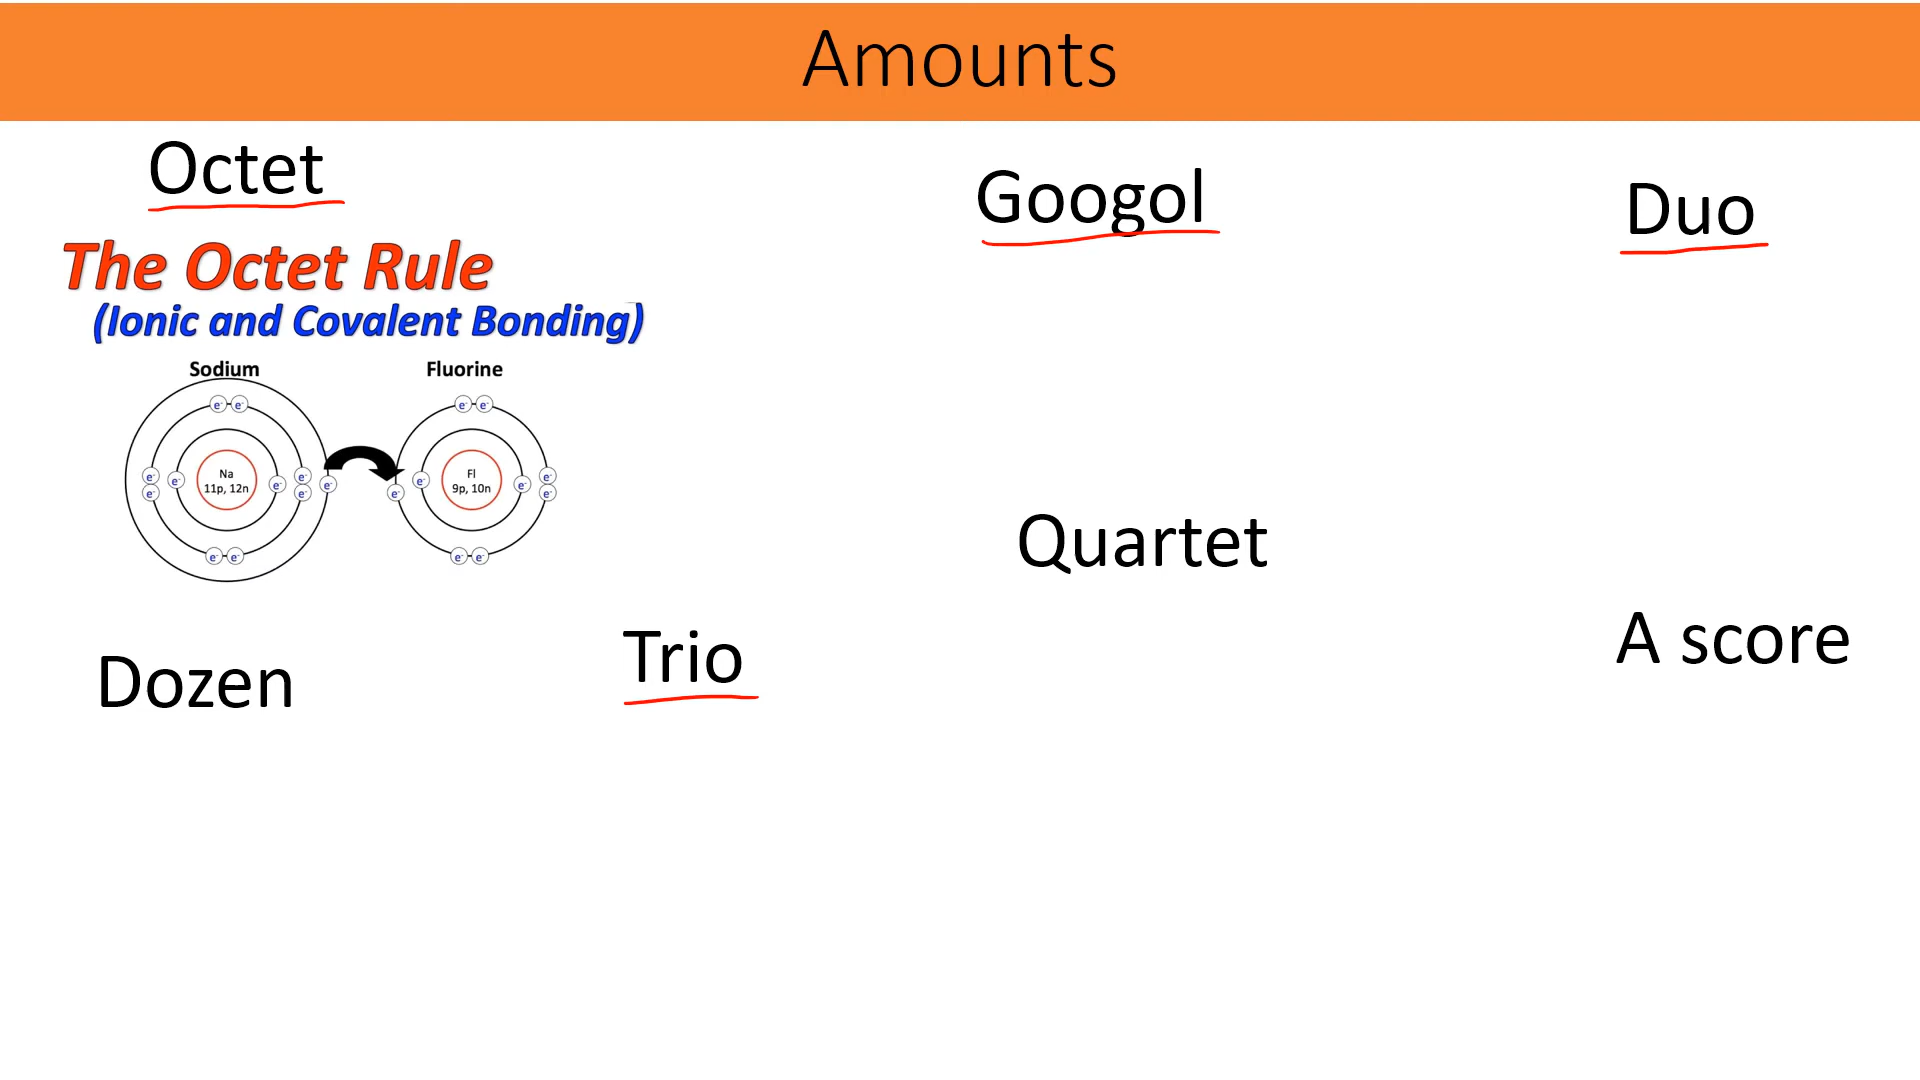 Amounts
Octet
Googol
Duo
The Octet Rule
(Ionic and Covalent Bonding)
Sodium
Fluorine
e- e-
e- e-
e- e- Na e- e- e-
e- 11p, 12n e-
e- Fl e- e-
e- 9p, 10n e-
e- e-
e- e-
Quartet
A score
Trio
Dozen